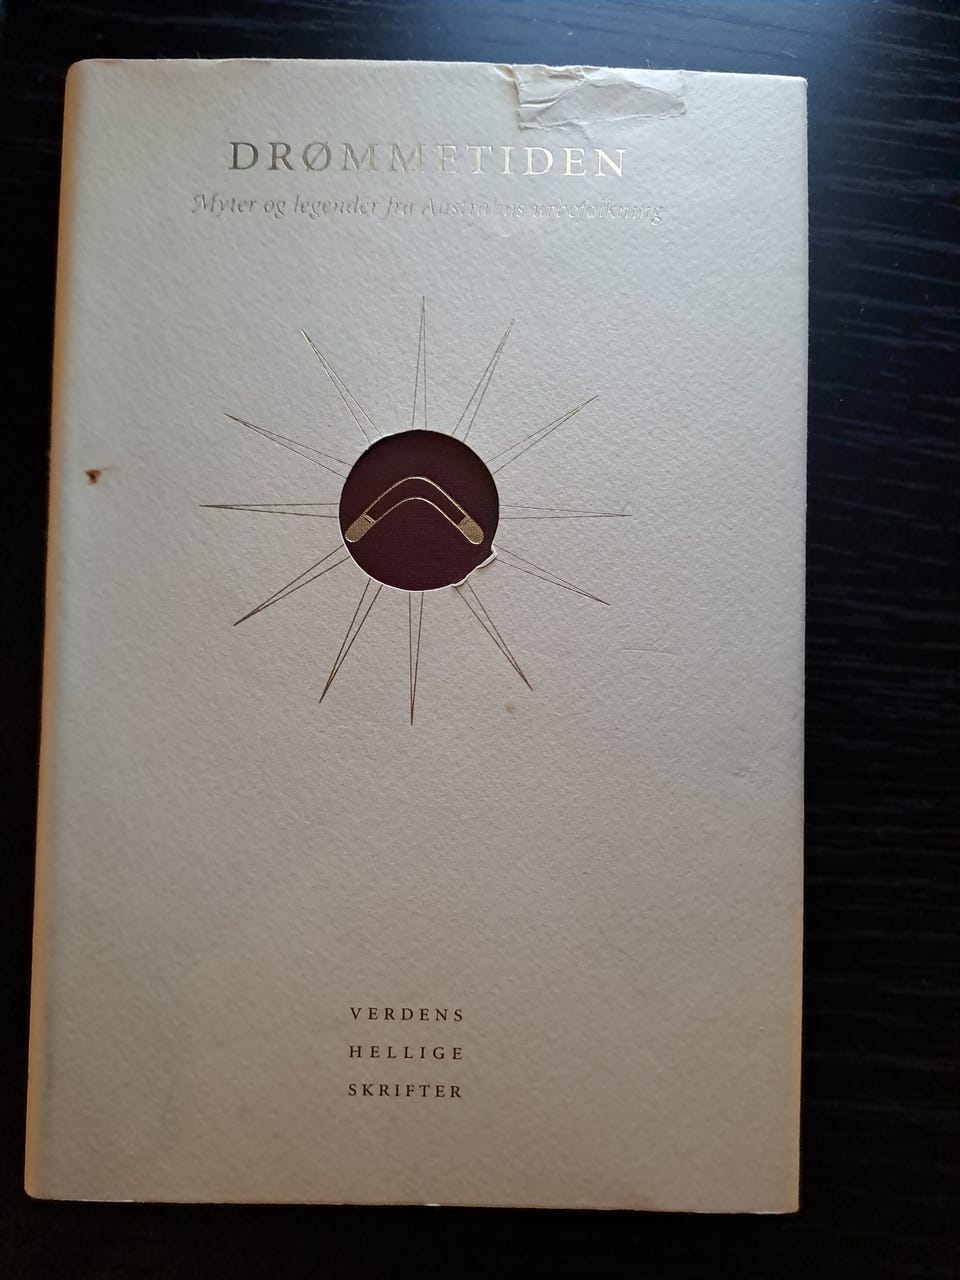 DRØMMETIDEN
Myter og legender fra Australias urbefolkning
VERDENS
HELLIGE
SKRIFTER